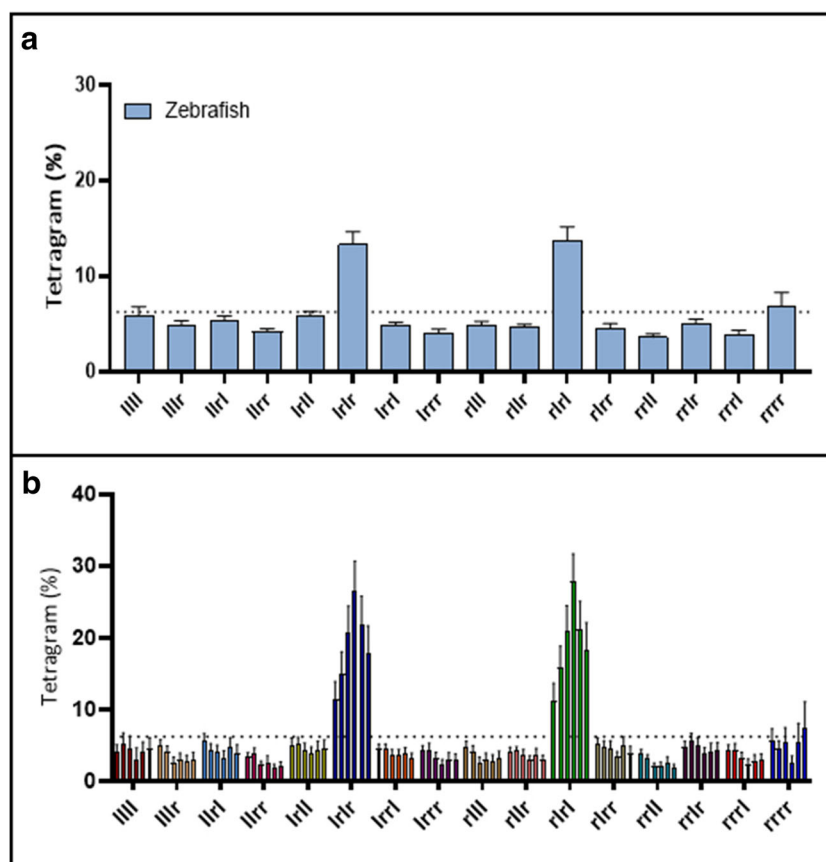 a
30
20
10
0
Tetragram (%)
Zebrafish
llll lllr llrl llrr lrll lrlr lrrl lrrr rlll rllr rlrl rlrr rrll rrlr rrrl rrrr
b
40
30
20
10
0
Tetragram (%)
llll lllr llrl llrr lrll lrlr lrrl lrrr rlll rllr rlrl rlrr rrll rrlr rrrl rrrr